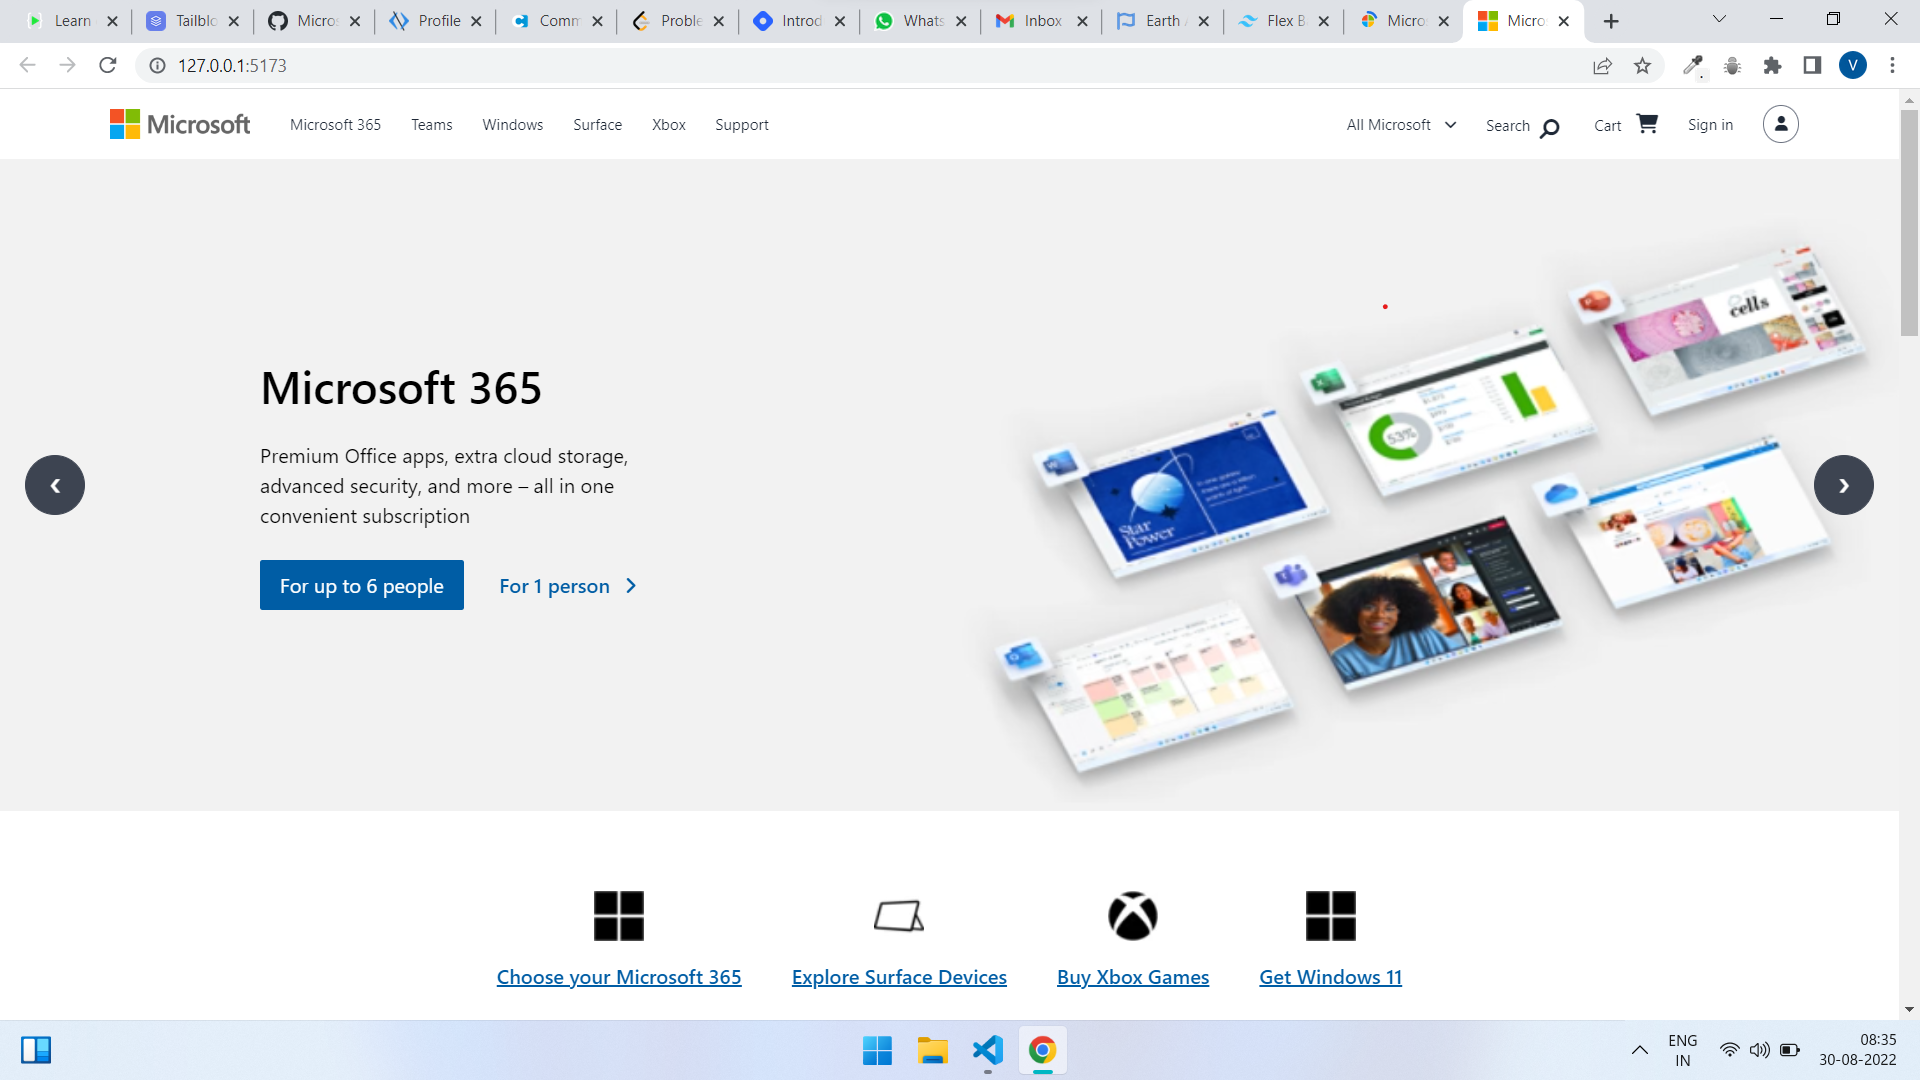 Learn
Tailblo
Micros
Profile
Comm
Proble
Introd
Whats
Inbox
Earth
Flex B
Micro
Micro
127.0.0.1:5173
V
Microsoft
Microsoft 365
Teams
Windows
Surface
Xbox
Support
All Microsoft
Search
Cart
Sign in
Microsoft 365
Premium Office apps, extra cloud storage,
advanced security, and more – all in one
convenient subscription
For up to 6 people
For 1 person
cells
53%
Star
Power
Choose your Microsoft 365
Explore Surface Devices
Buy Xbox Games
Get Windows 11
ENG
IN
08:35
30-08-2022